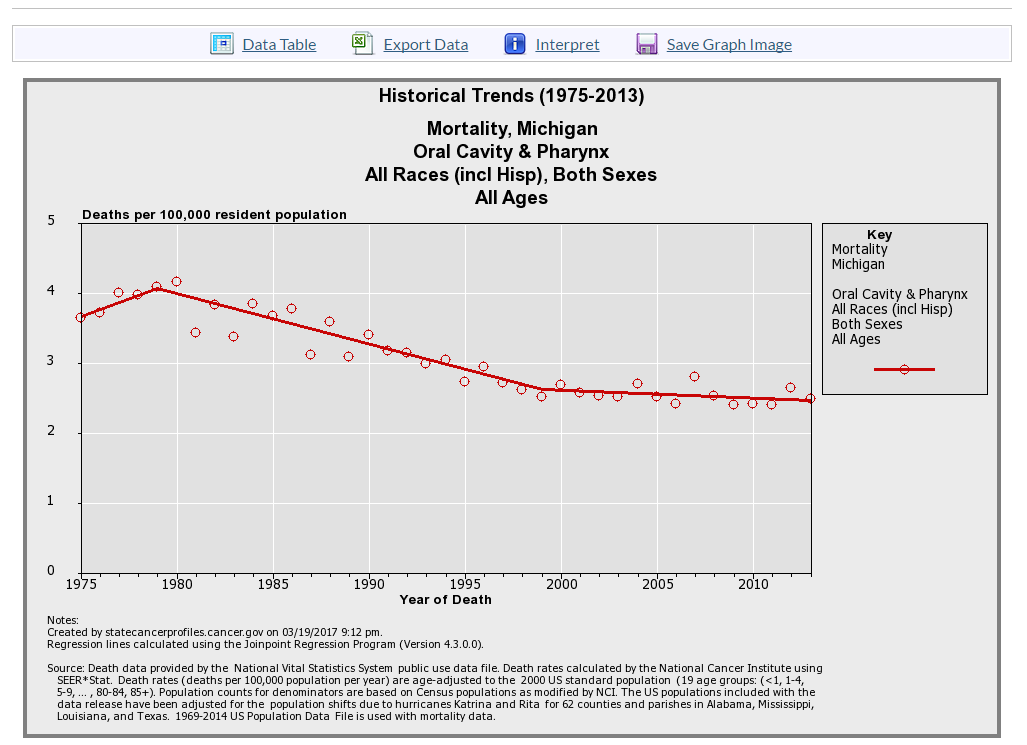 Data Table Export Data Interpret Save Graph Image
Historical Trends (1975-2013)
Mortality, Michigan
Oral Cavity & Pharynx
All Races (incl Hisp), Both Sexes
All Ages
Deaths per 100,000 resident population
5
4
3
2
1
0
1975 1980 1985 1990 1995 2000 2005 2010
Year of Death
Key
Mortality
Michigan
Oral Cavity & Pharynx
All Races (incl Hisp)
Both Sexes
All Ages
Notes:
Created by statecancerprofiles.cancer.gov on 03/19/2017 9:12 pm.
Regression lines calculated using the Joinpoint Regression Program (Version 4.3.0.0).
Source: Death data provided by the National Vital Statistics System public use data file. Death rates calculated by the National Cancer Institute using
SEER*Stat. Death rates (deaths per 100,000 population per year) are age-adjusted to the 2000 US standard population (19 age groups: (<1, 1-4,
5-9, ... , 80-84, 85+). Population counts for denominators are based on Census populations as modified by NCI. The US populations included with the
data release have been adjusted for the population shifts due to hurricanes Katrina and Rita for 62 counties and parishes in Alabama, Mississippi,
Louisiana, and Texas. 1969-2014 US Population Data File is used with mortality data.